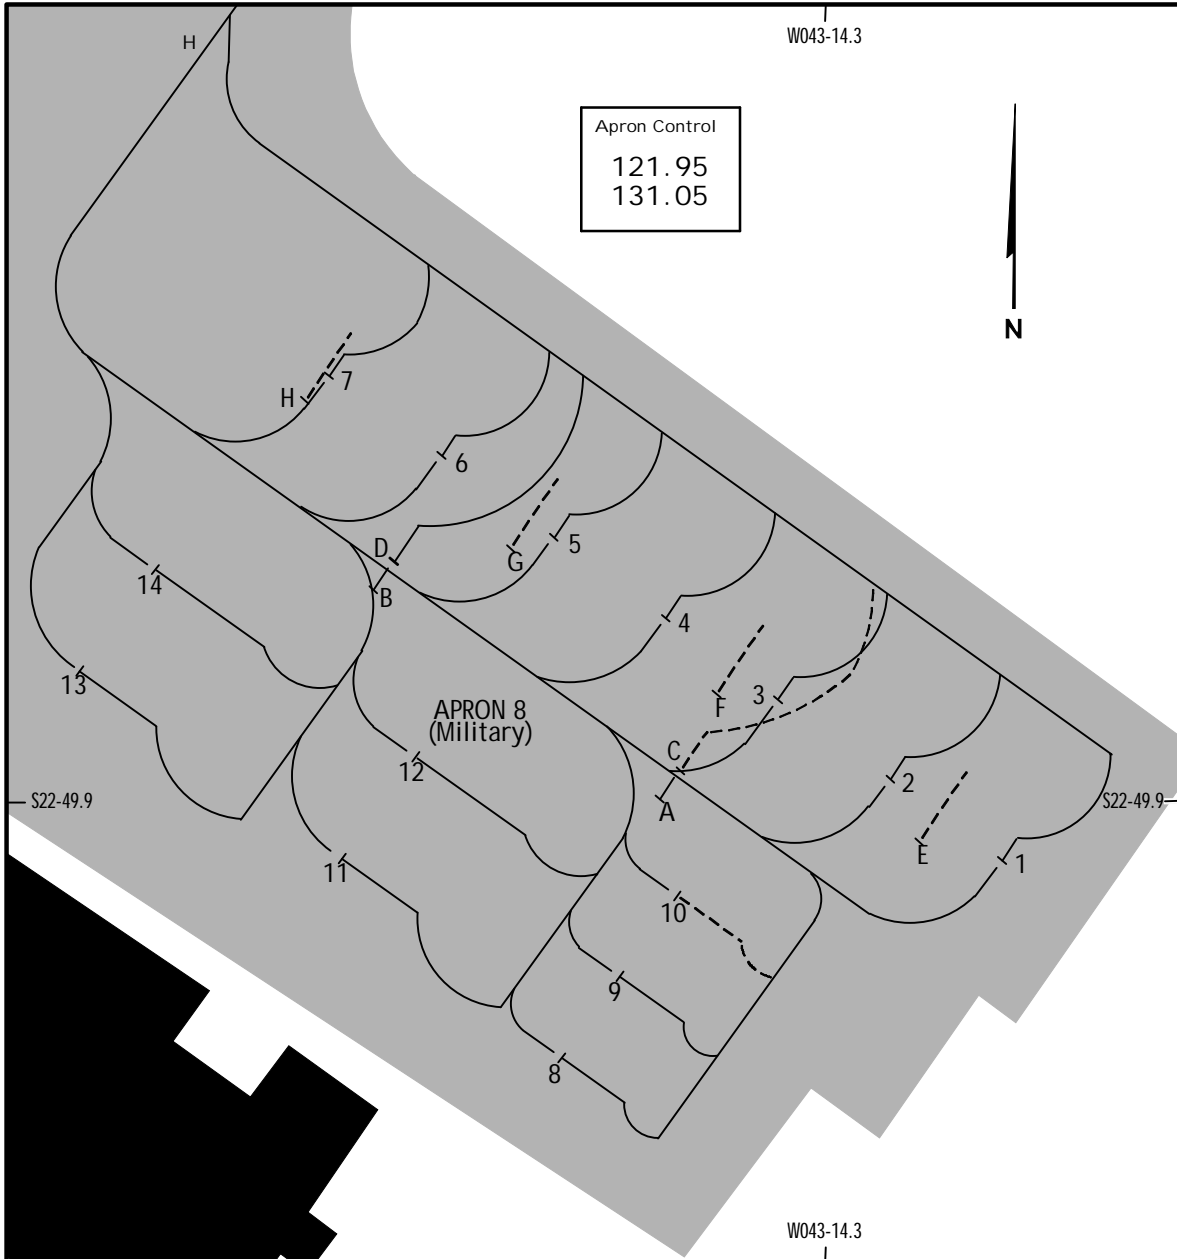 H
W043-14.3
Apron Control
121.95
131.05
N
H
7
6
D
G
5
B
14
4
13
F
3
APRON 8
(Military)
12
C
2
A
S22-49.9
S22-49.9
E
1
11
10
9
8
W043-14.3